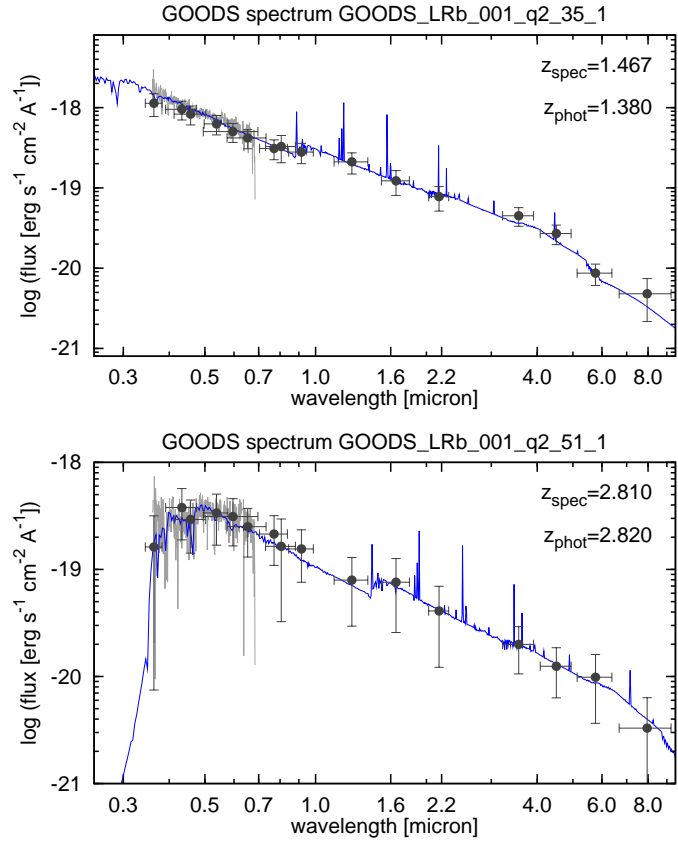 GOODS spectrum GOODS_LRb_001_q2_35_1
z_spec=1.467
z_phot=1.380
log (flux [erg s^-1 cm^-2 A^-1])
-18
-19
-20
-21
0.3 0.5 0.7 1.0 1.6 2.2 4.0 6.0 8.0
wavelength [micron]
GOODS spectrum GOODS_LRb_001_q2_51_1
z_spec=2.810
z_phot=2.820
log (flux [erg s^-1 cm^-2 A^-1])
-18
-19
-20
-21
0.3 0.5 0.7 1.0 1.6 2.2 4.0 6.0 8.0
wavelength [micron]